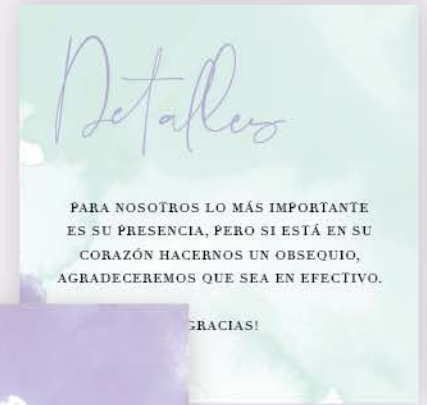 Detalles
PARA NOSOTROS LO MÁS IMPORTANTE
ES SU PRESENCIA, PERO SI ESTÁ EN SU
CORAZÓN HACERNOS UN OBSEQUIO,
AGRADECEREMOS QUE SEA EN EFECTIVO.
GRACIAS!